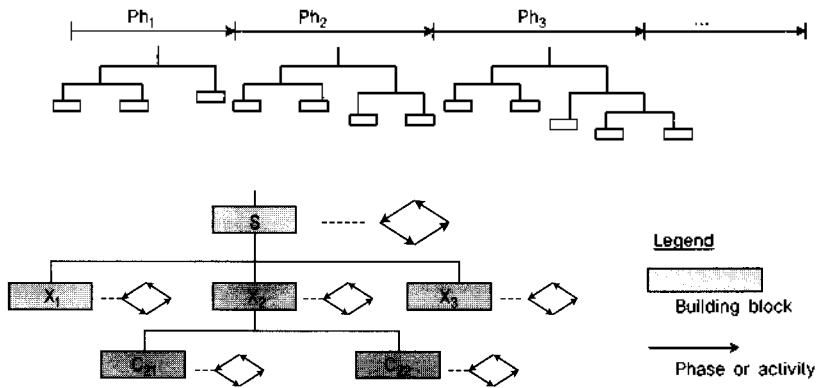 Ph₁ Ph₂ Ph₃ ...
S
Legend
X₁ X₂ X₃
Building block
C₂₁ C₂₂
Phase or activity